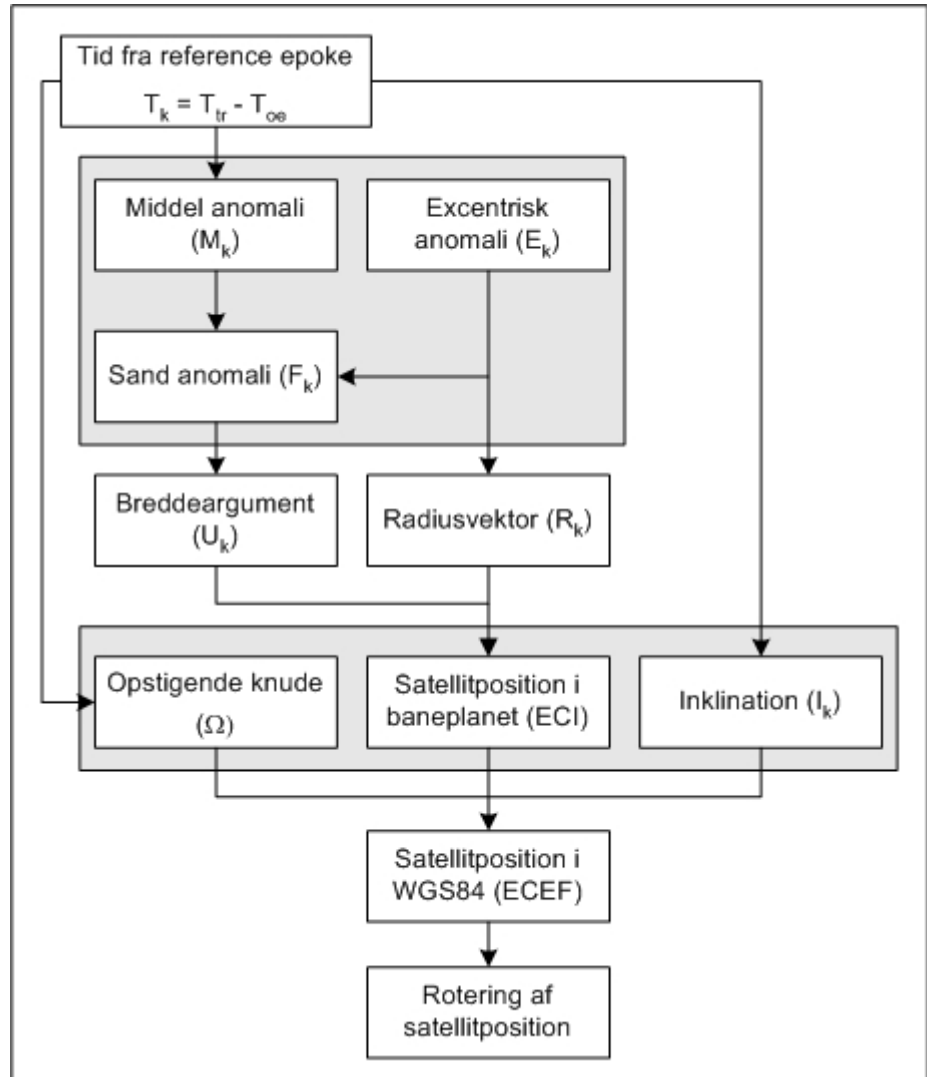 Tid fra reference epoke
T_k = T_tr - T_oe
Middel anomali
(M_k)
Excentrisk
anomali (E_k)
Sand anomali (F_k)
Breddeargument
(U_k)
Radiusvektor (R_k)
Opstigende knude
(Ω)
Satellitposition i
baneplanet (ECI)
Inklination (I_k)
Satellitposition i
WGS84 (ECEF)
Rotering af
satellitposition